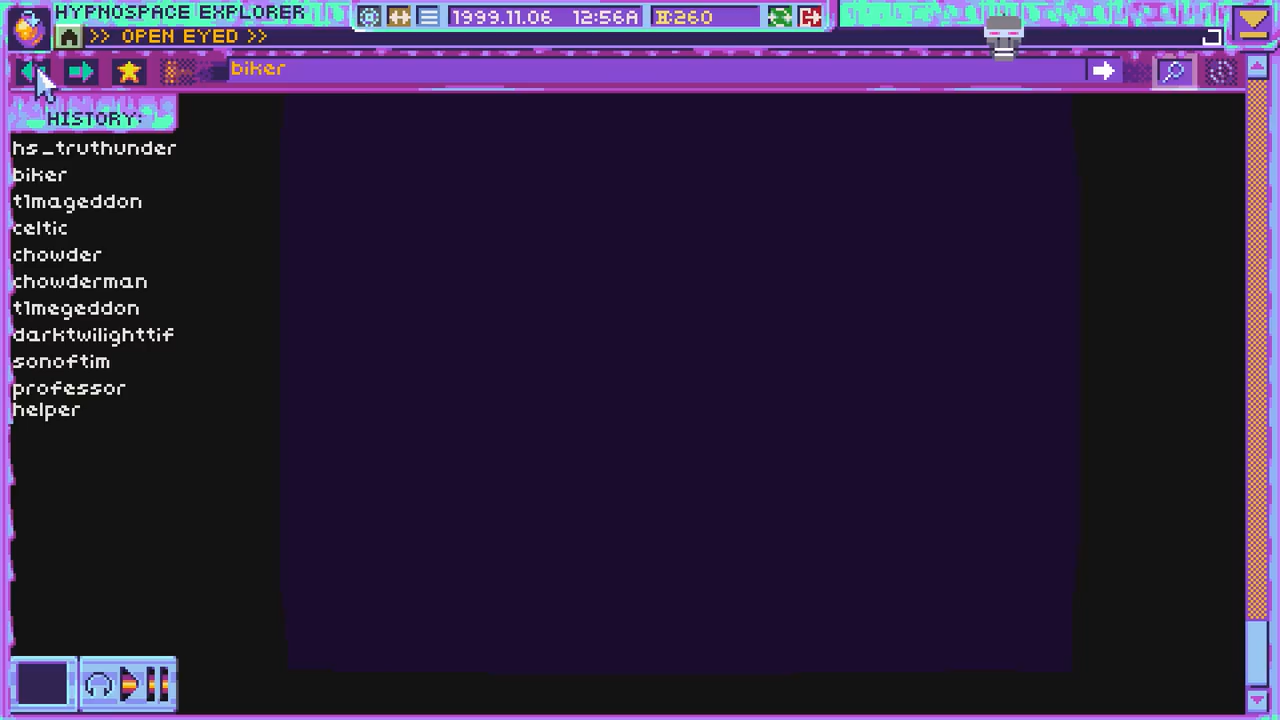 HYPNOSPACE EXPLORER
1999.11.06 12:56A
260
>> OPEN EYED >>
biker
HISTORY:
hs_truthunder
biker
t1mageddon
celtic
chowder
chowderman
t1megeddon
darktwilighttif
sonoftim
professor
helper